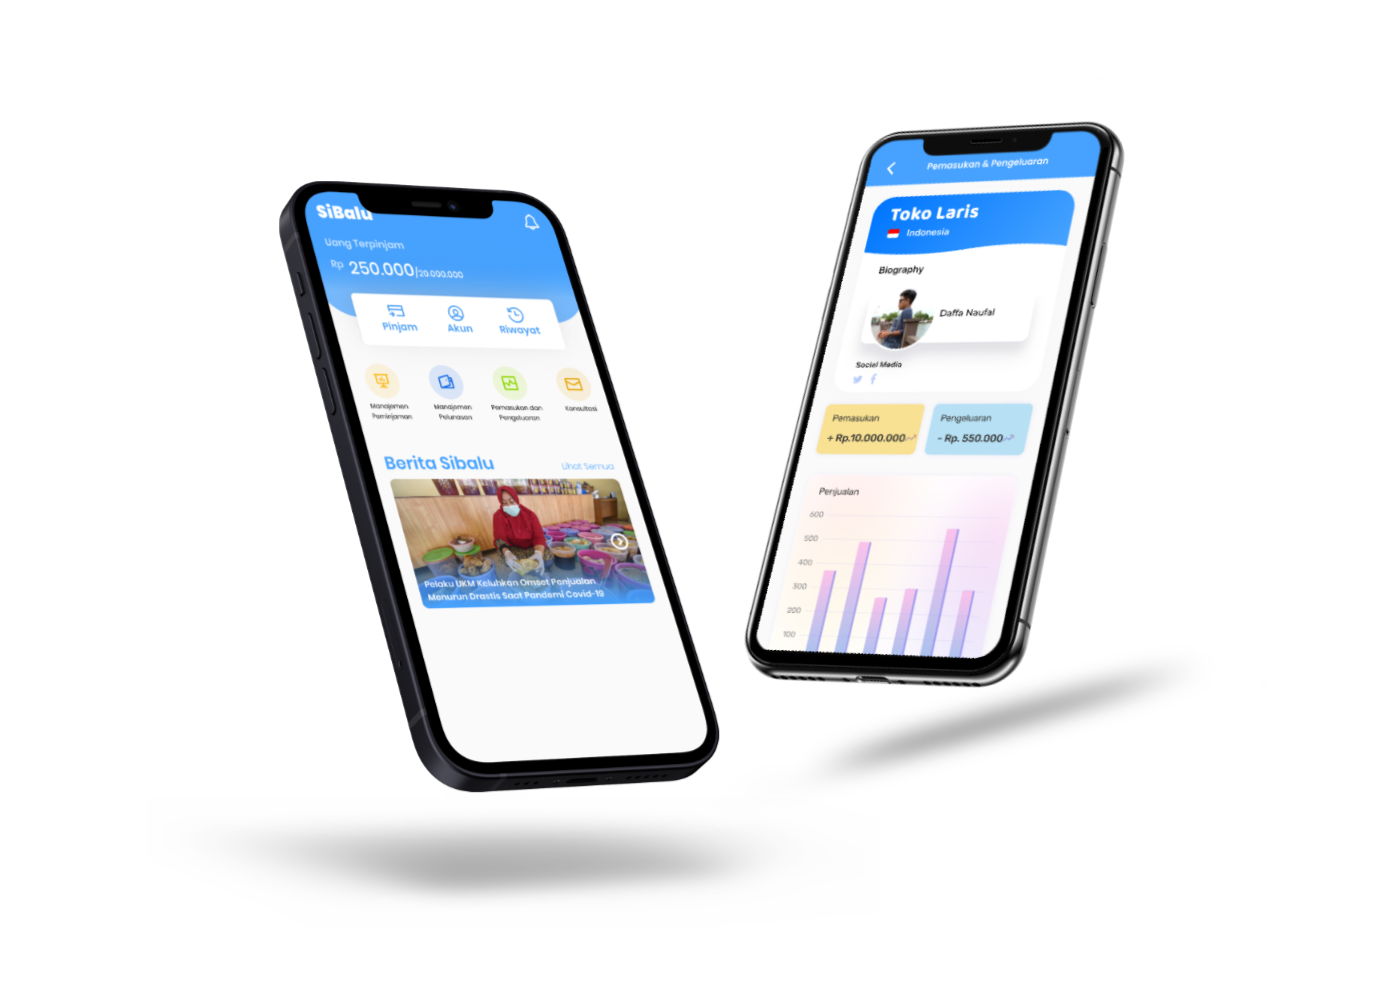 SiBalu
Uang Terpinjam
Rp 250.000/20.000.000
Pinjam
Akun
Riwayat
Manajemen
Peminjaman
Manajemen
Pelunasan
Pemasukan dan
Pengeluaran
Konsultasi
Berita Sibalu
Lihat Semua
Pelaku UKM Keluhkan Omset Penjualan
Menurun Drastis Saat Pandemi Covid-19
Pemasukan & Pengeluaran
Toko Laris
Indonesia
Biography
Daffa Naufal
Social Media
Pemasukan
+ Rp.10.000.000
Pengeluaran
- Rp. 550.000
Penjualan
600
500
400
300
200
100